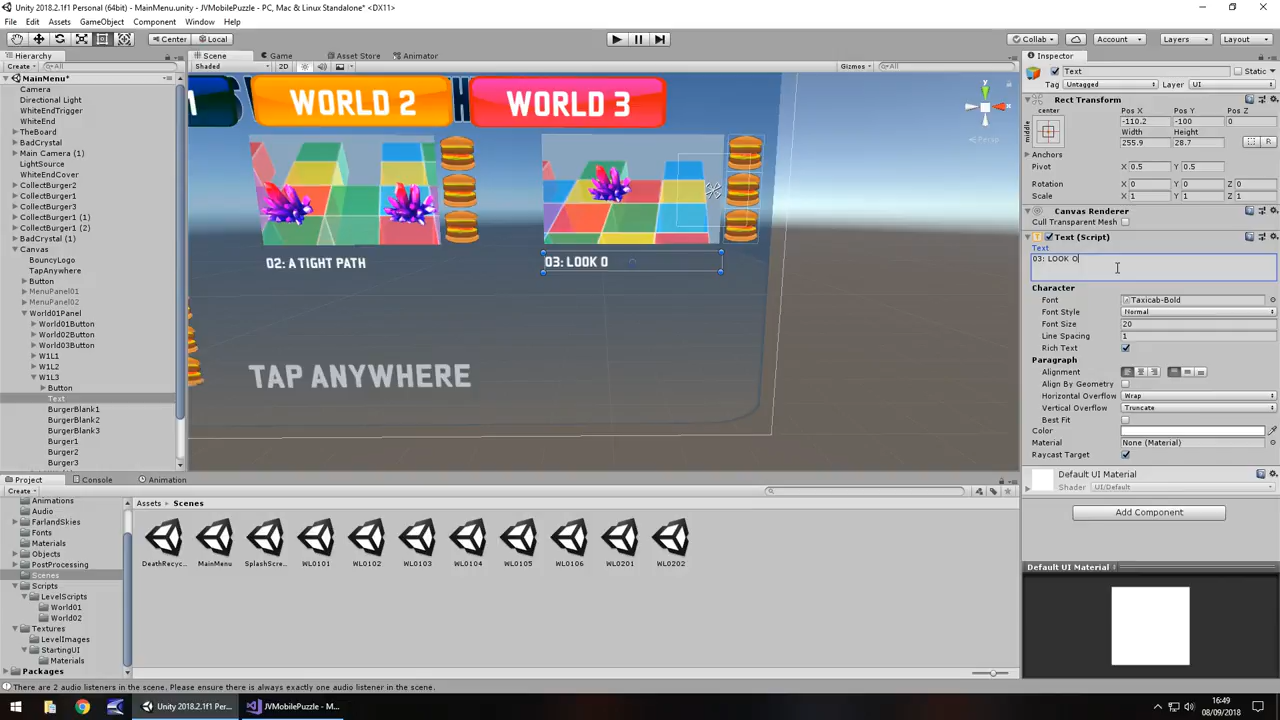 Unity 2018.2.1f1 Personal (64bit) - MainMenu.unity - JVMobilePuzzle - PC, Mac & Linux Standalone* <DX11>
File Edit Assets GameObject Component Window Help
Center Local
Collab Account Layers Layout
Hierarchy
Create All
MainMenu*
Camera
Directional Light
WhiteEndTrigger
WhiteEnd
TheBoard
BadCrystal
Main Camera (1)
LightSource
WhiteEndCover
CollectBurger2
CollectBurger1
CollectBurger3
CollectBurger1 (2)
BadCrystal (1)
Canvas
BouncyLogo
TapAnywhere
Button
MenuPanel01
MenuPanel02
World01Panel
World01Button
World02Button
World03Button
W1L1
W1L2
W1L3
Button
Text
BurgerBlank1
BurgerBlank2
BurgerBlank3
Burger1
Burger2
Burger3
Scene Game Asset Store Animator
Shaded 2D Gizmos All
WORLD 2 WORLD 3
y
x
Persp
02: A TIGHT PATH 03: LOOK O
TAP ANYWHERE
Inspector
Text Static
Tag Untagged Layer UI
Rect Transform
center Pos X Pos Y Pos Z
middle -110.2 -100 0
Width Height
255.9 28.7 R
Anchors
Pivot X 0.5 Y 0.5
Rotation X 0 Y 0 Z 0
Scale X 1 Y 1 Z 1
Canvas Renderer
Cull Transparent Mesh
Text (Script)
Text
03: LOOK O
Character
Font Taxicab-Bold
Font Style Normal
Font Size 20
Line Spacing 1
Rich Text
Paragraph
Alignment
Align By Geometry
Horizontal Overflow Wrap
Vertical Overflow Truncate
Best Fit
Color
Material None (Material)
Raycast Target
Default UI Material
Shader UI/Default
Add Component
Default UI Material
Project Console Animation
Create
Animations
Audio
FarlandSkies
Fonts
Materials
Objects
PostProcessing
Scenes
Scripts
LevelScripts
World01
World02
Textures
LevelImages
StartingUI
Materials
Packages
Assets Scenes
DeathRecyc... MainMenu SplashScre... WL0101 WL0102 WL0103 WL0104 WL0105 WL0106 WL0201 WL0202
There are 2 audio listeners in the scene. Please ensure there is always exactly one audio listener in the scene.
Unity 2018.2.1f1 Per... JVMobilePuzzle - M...
16:49
08/09/2018